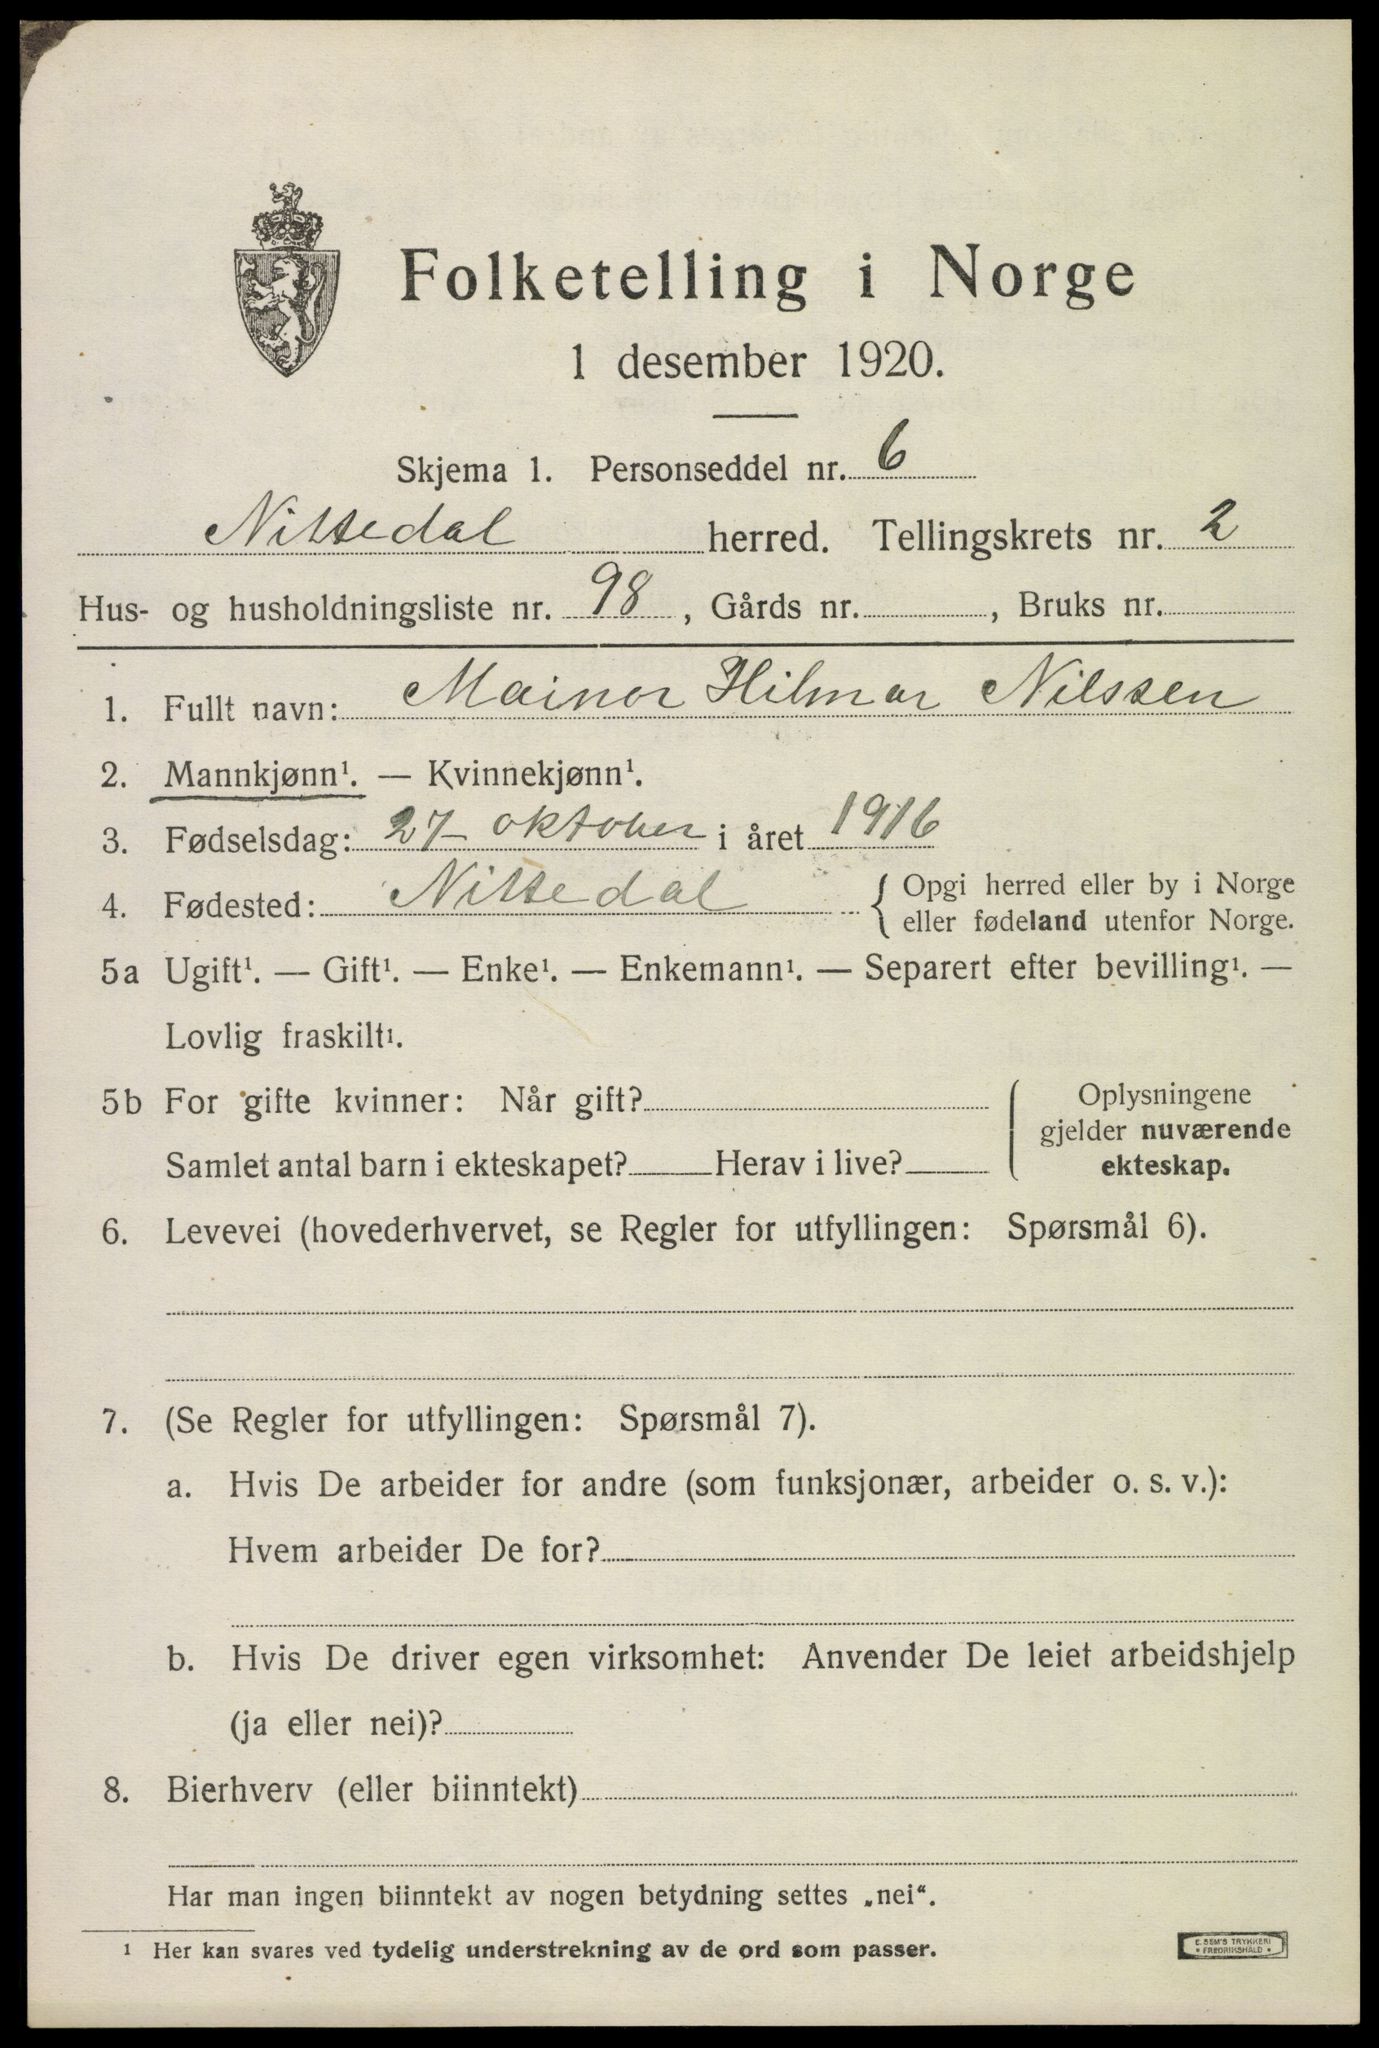 Folketelling i Norge
1 desember 1920.
Skjema 1. Personseddel nr. 6
Nittedal herred. Tellingskrets nr. 2
Hus- og husholdningsliste nr. 98, Gårds nr. , Bruks nr.
1. Fullt navn: Mainor Hilmar Nilssen
2. Mannkjønn¹. — Kvinnekjønn¹.
3. Fødselsdag: 27 oktober i året 1916
4. Fødested: Nittedal { Opgi herred eller by i Norge
eller fødeland utenfor Norge.
5a Ugift¹. — Gift¹. — Enke¹. — Enkemann¹. — Separert efter bevilling¹. —
Lovlig fraskilt¹.
5b For gifte kvinner: Når gift?
Samlet antal barn i ekteskapet? Herav i live?
Oplysningene
gjelder nuværende
ekteskap.
6. Levevei (hovederhvervet, se Regler for utfyllingen: Spørsmål 6).
7. (Se Regler for utfyllingen: Spørsmål 7).
a. Hvis De arbeider for andre (som funksjonær, arbeider o. s. v.):
Hvem arbeider De for?
b. Hvis De driver egen virksomhet: Anvender De leiet arbeidshjelp
(ja eller nei)?
8. Bierhverv (eller biinntekt)
Har man ingen biinntekt av nogen betydning settes „nei“.
¹ Her kan svares ved tydelig understrekning av de ord som passer.
E. SEM'S TRYKKERI
• FREDRIKSHALD •